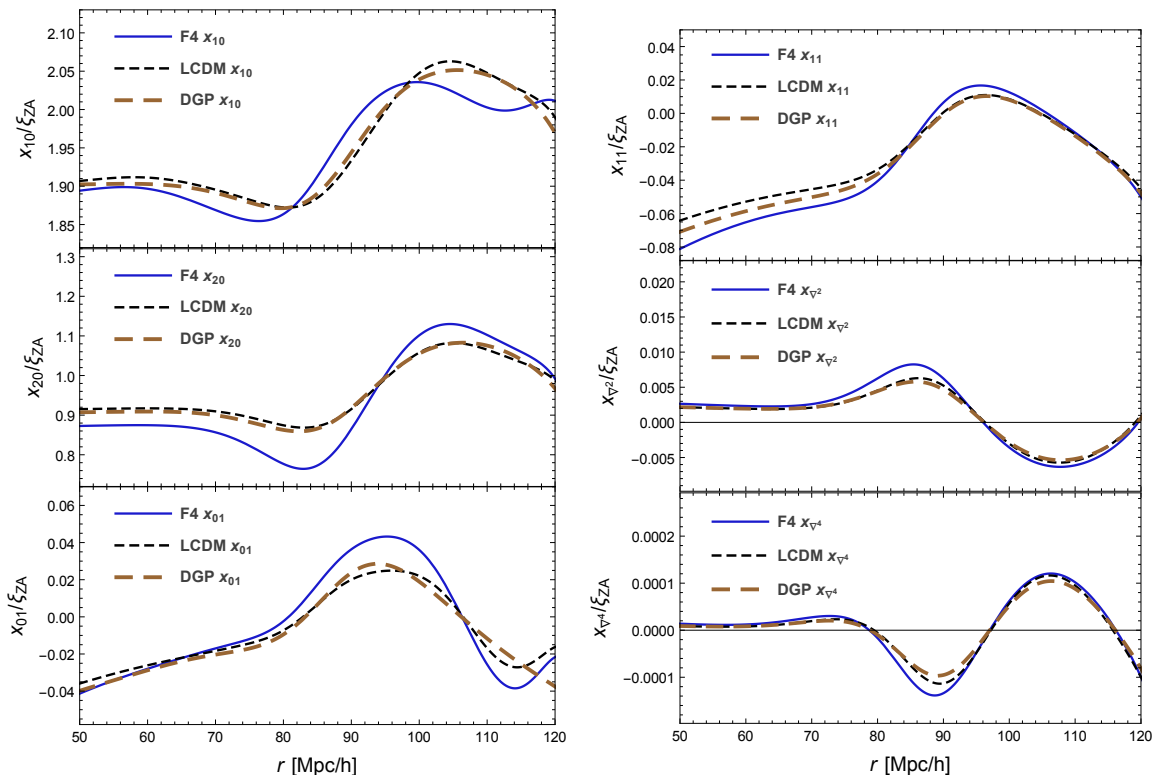 x10/ξZA
2.10
2.05
2.00
1.95
1.90
1.85
F4 x10
LCDM x10
DGP x10
x20/ξZA
1.3
1.2
1.1
1.0
0.9
0.8
F4 x20
LCDM x20
DGP x20
x01/ξZA
0.06
0.04
0.02
0.00
−0.02
−0.04
F4 x01
LCDM x01
DGP x01
50 60 70 80 90 100 110 120
r [Mpc/h]
x11/ξZA
0.04
0.02
0.00
−0.02
−0.04
−0.06
−0.08
F4 x11
LCDM x11
DGP x11
x∇2/ξZA
0.020
0.015
0.010
0.005
0.000
−0.005
F4 x∇2
LCDM x∇2
DGP x∇2
x∇4/ξZA
0.0002
0.0001
0.0000
−0.0001
F4 x∇4
LCDM x∇4
DGP x∇4
50 60 70 80 90 100 110 120
r [Mpc/h]